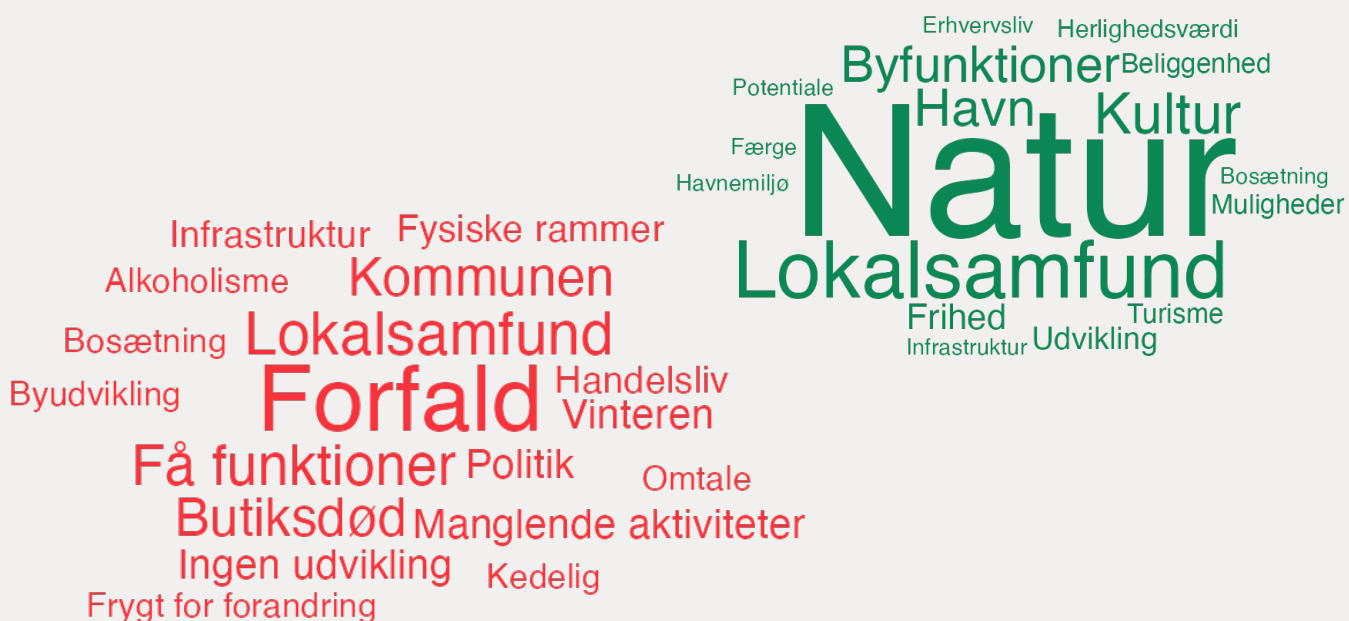 Infrastruktur
Fysiske rammer
Alkoholisme
Kommunen
Bosætning
Lokalsamfund
Byudvikling
Forfald
Handelsliv
Vinteren
Få funktioner
Politik
Omtale
Butiksdød
Manglende aktiviteter
Ingen udvikling
Kedelig
Frygt for forandring
Erhvervsliv
Herlighedsværdi
Byfunktioner
Beliggenhed
Potentiale
Havn
Kultur
Natur
Færge
Havnemiljø
Bosætning
Muligheder
Lokalsamfund
Frihed
Turisme
Infrastruktur
Udvikling